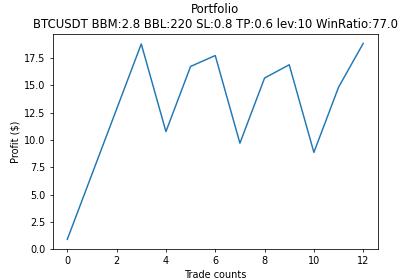 Portfolio
BTCUSDT BBM:2.8 BBL:220 SL:0.8 TP:0.6 lev:10 WinRatio:77.0
17.5
15.0
12.5
10.0
7.5
5.0
2.5
0.0
Profit ($)
0 2 4 6 8 10 12
Trade counts